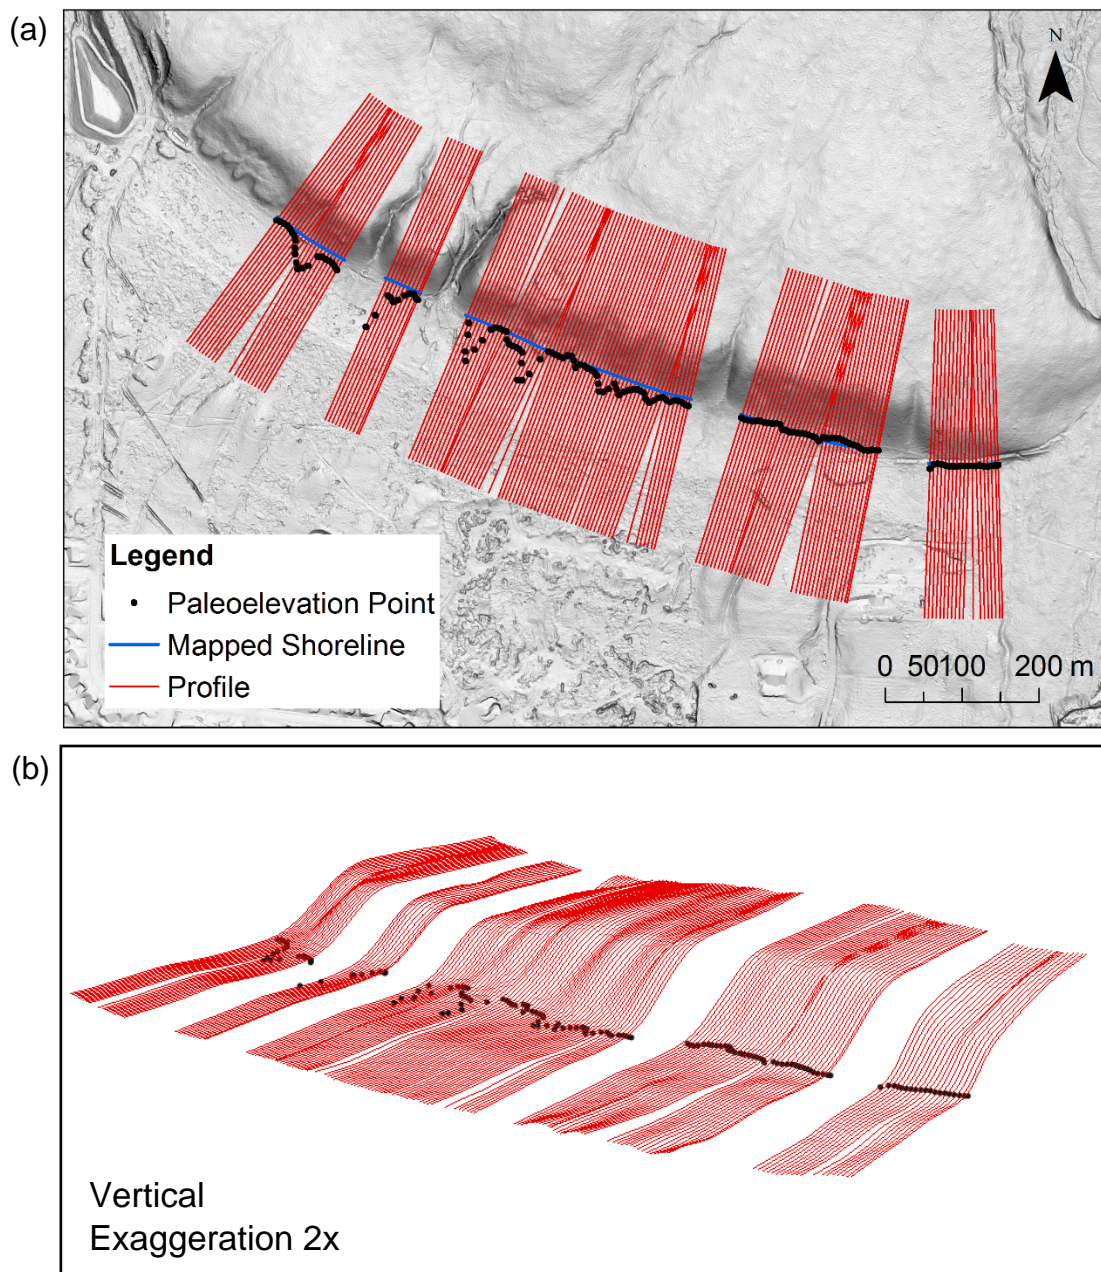 (a)
N
Legend
Paleoelevation Point
Mapped Shoreline
Profile
0 50100 200 m
(b)
Vertical
Exaggeration 2x